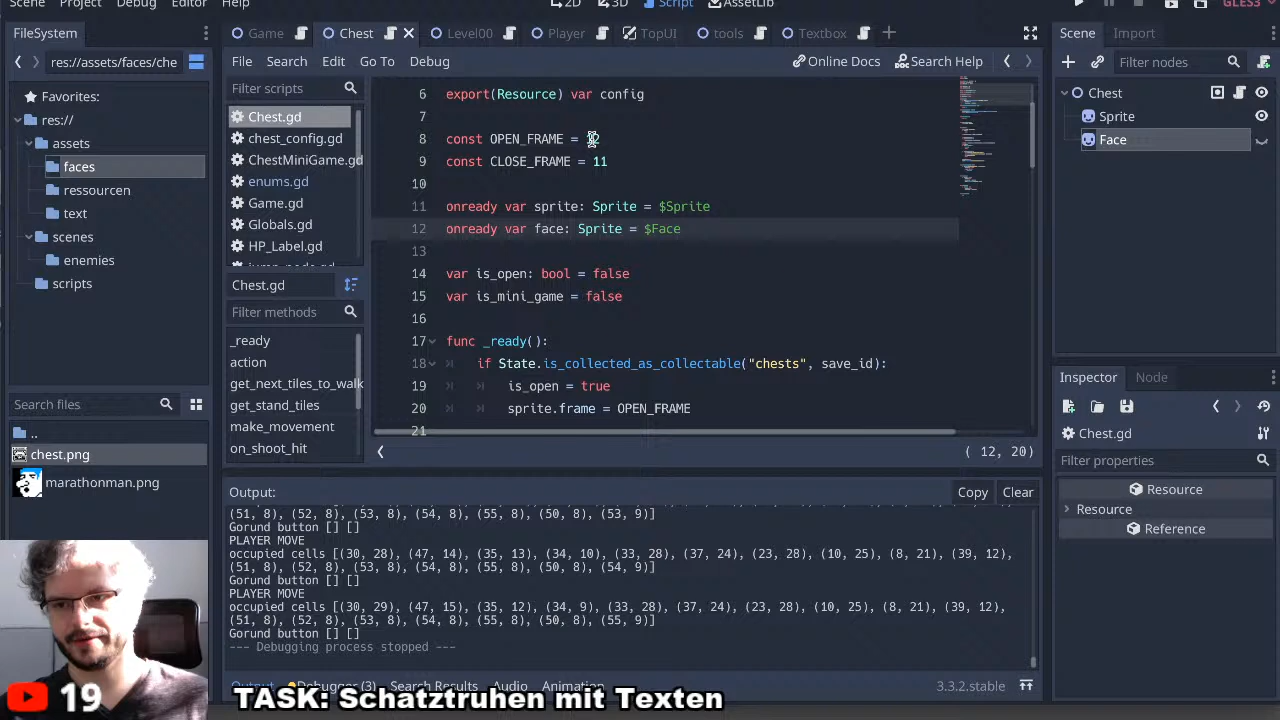 Scene Project Debug Editor Help
2D 3D Script AssetLib
GLES3
FileSystem
Game Chest Level00 Player TopUI tools Textbox
Scene Import
res://assets/faces/che
File Search Edit Go To Debug
Online Docs Search Help
Filter nodes
Favorites:
res://
assets
faces
ressourcen
text
scenes
enemies
scripts
Search files
..
chest.png
marathonman.png
Filter scripts
Chest.gd
chest_config.gd
ChestMiniGame.gd
enums.gd
Game.gd
Globals.gd
HP_Label.gd
Chest.gd
Filter methods
_ready
action
get_next_tiles_to_walk
get_stand_tiles
make_movement
on_shoot_hit
6 export(Resource) var config
7
8 const OPEN_FRAME = 
9 const CLOSE_FRAME = 11
10
11 onready var sprite: Sprite = $Sprite
12 onready var face: Sprite = $Face
13
14 var is_open: bool = false
15 var is_mini_game = false
16
17 func _ready():
18 if State.is_collected_as_collectable("chests", save_id):
19 is_open = true
20 sprite.frame = OPEN_FRAME
21
( 12, 20)
Chest
Sprite
Face
Inspector Node
Chest.gd
Filter properties
Resource
Resource
Reference
Output:
Copy Clear
(51, 8), (52, 8), (53, 8), (54, 8), (55, 8), (50, 8), (53, 9)]
Gorund button [] []
PLAYER MOVE
occupied cells [(30, 28), (47, 14), (35, 13), (34, 10), (33, 28), (37, 24), (23, 28), (10, 25), (8, 21), (39, 12),
(51, 8), (52, 8), (53, 8), (54, 8), (55, 8), (50, 8), (54, 9)]
Gorund button [] []
PLAYER MOVE
occupied cells [(30, 29), (47, 15), (35, 12), (34, 9), (33, 28), (37, 24), (23, 28), (10, 25), (8, 21), (39, 12),
(51, 8), (52, 8), (53, 8), (54, 8), (55, 8), (50, 8), (55, 9)]
Gorund button [] []
--- Debugging process stopped ---
Output Debugger (3) Search Results Audio Animation
3.3.2.stable
19
TASK: Schatztruhen mit Texten